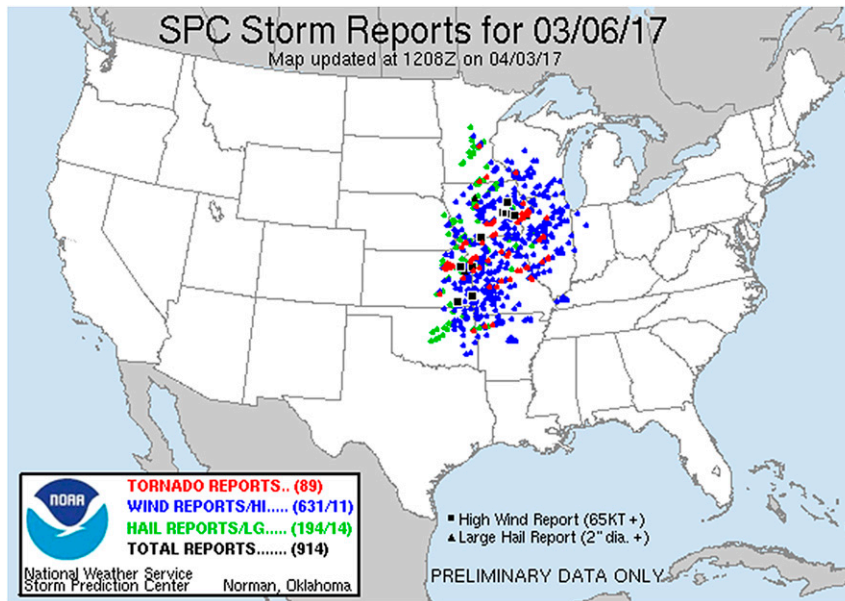 SPC Storm Reports for 03/06/17
Map updated at 1208Z on 04/03/17
NOAA
TORNADO REPORTS.. (89)
WIND REPORTS/HI..... (631/11)
HAIL REPORTS/LG..... (194/14)
TOTAL REPORTS....... (914)
National Weather Service
Storm Prediction Center
Norman, Oklahoma
High Wind Report (65KT +)
Large Hail Report (2" dia. +)
PRELIMINARY DATA ONLY